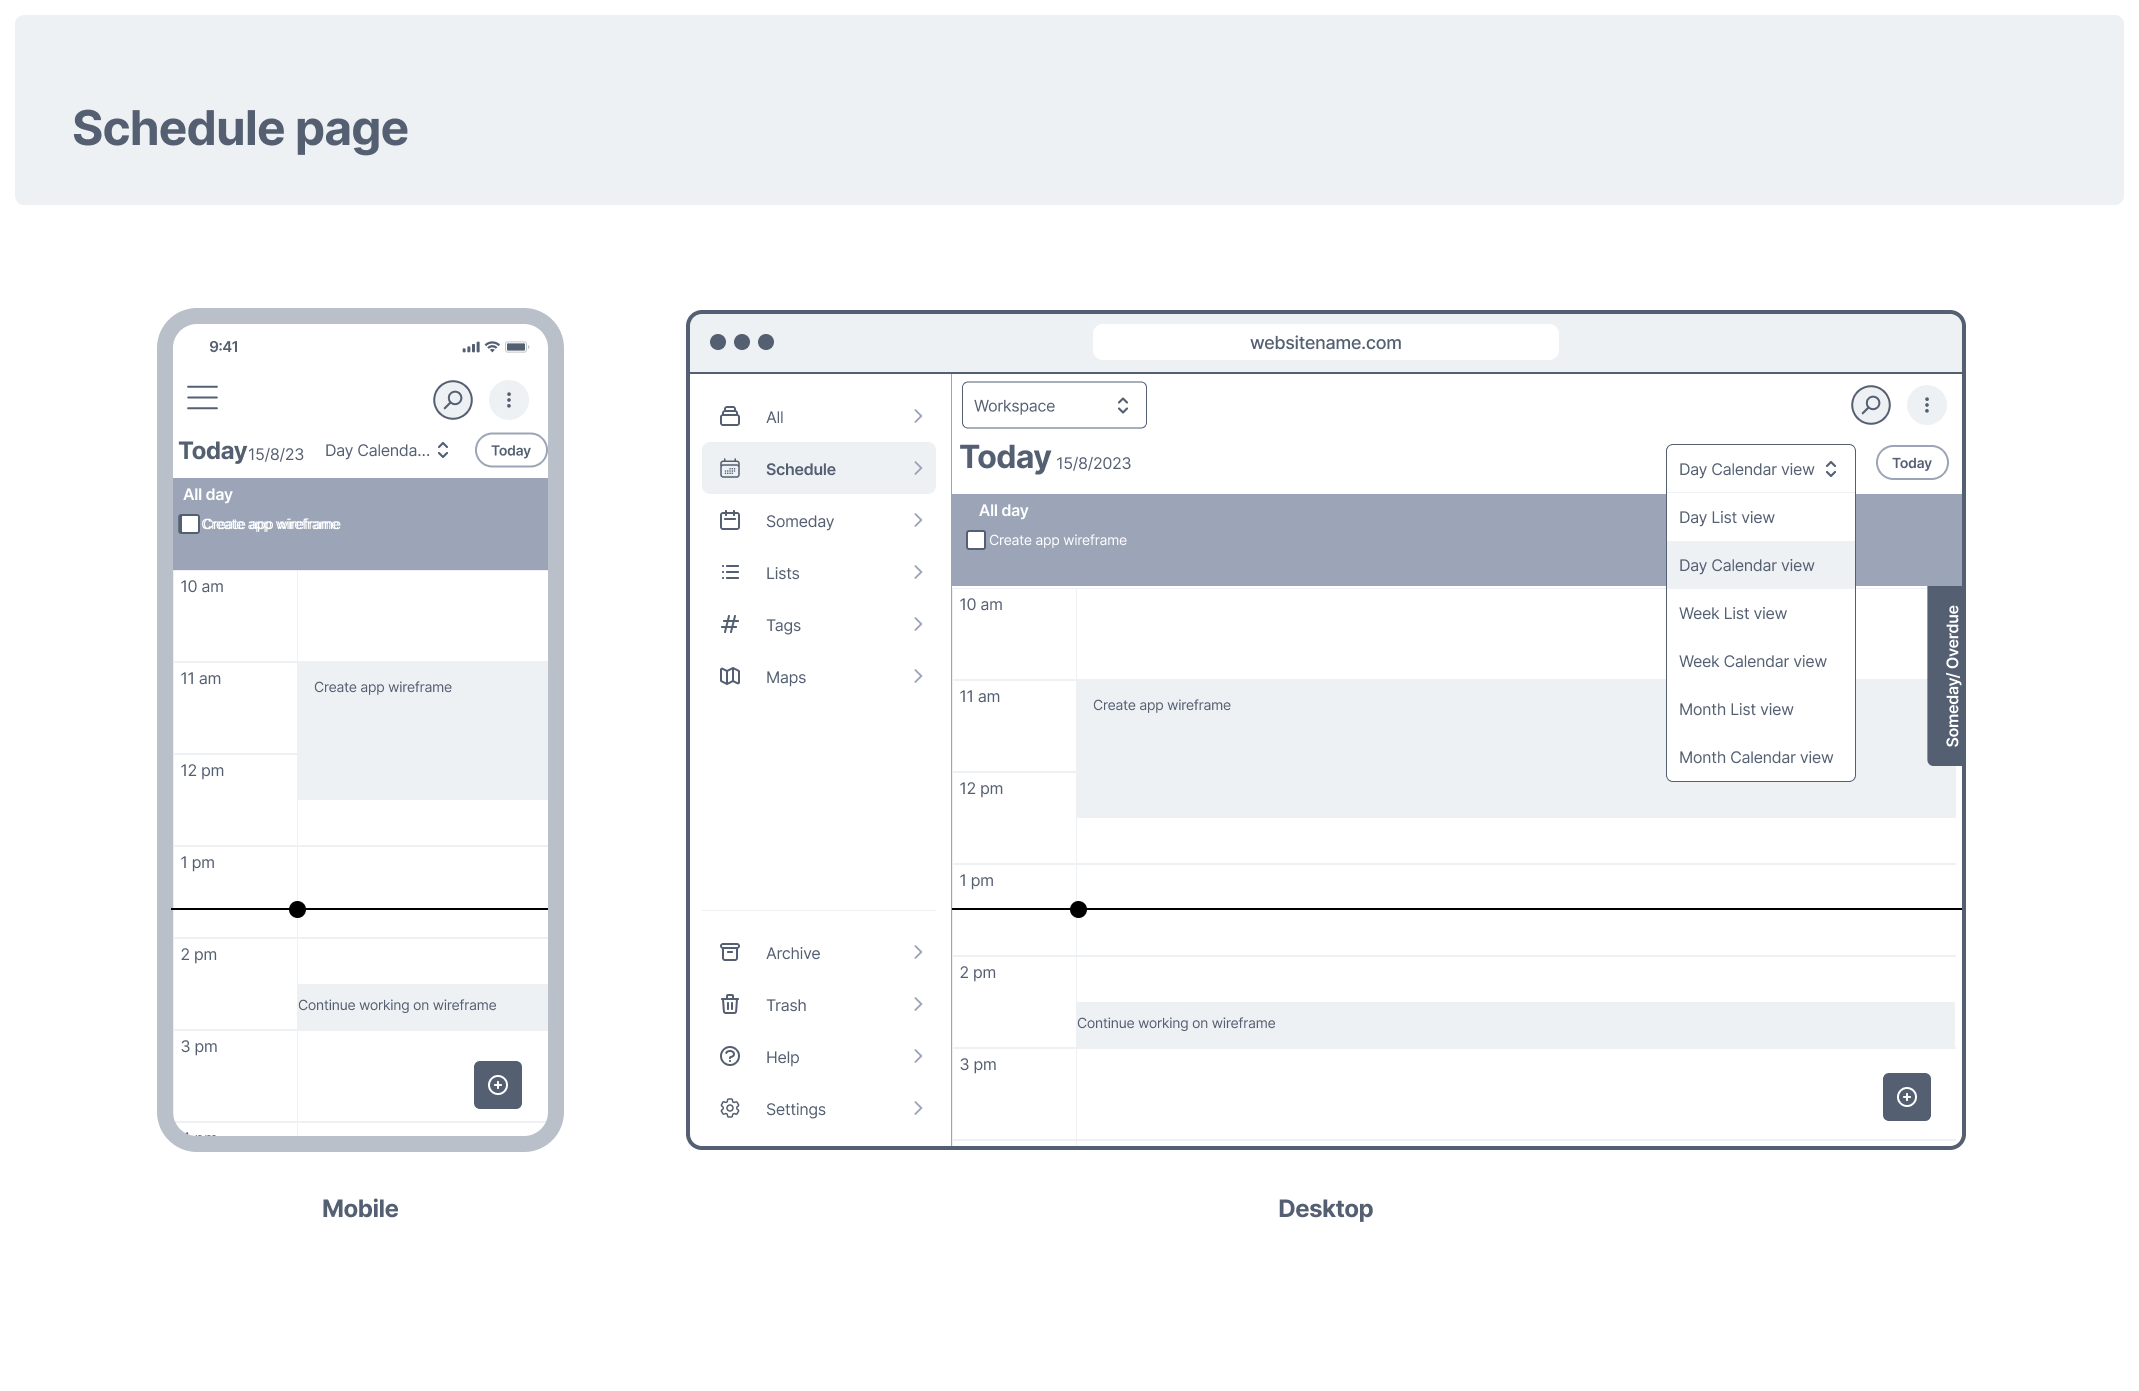 Schedule page
9:41
Today 15/8/23 Day Calenda... Today
All day
Create app wireframe
10 am
11 am
Create app wireframe
12 pm
1 pm
2 pm
Continue working on wireframe
3 pm
Mobile
websitename.com
All
Schedule
Someday
Lists
Tags
Maps
Archive
Trash
Help
Settings
Workspace
Today 15/8/2023
Day Calendar view
Today
Day List view
Day Calendar view
Week List view
Week Calendar view
Month List view
Month Calendar view
All day
Create app wireframe
10 am
11 am
Create app wireframe
12 pm
1 pm
2 pm
Continue working on wireframe
3 pm
Someday/ Overdue
Desktop